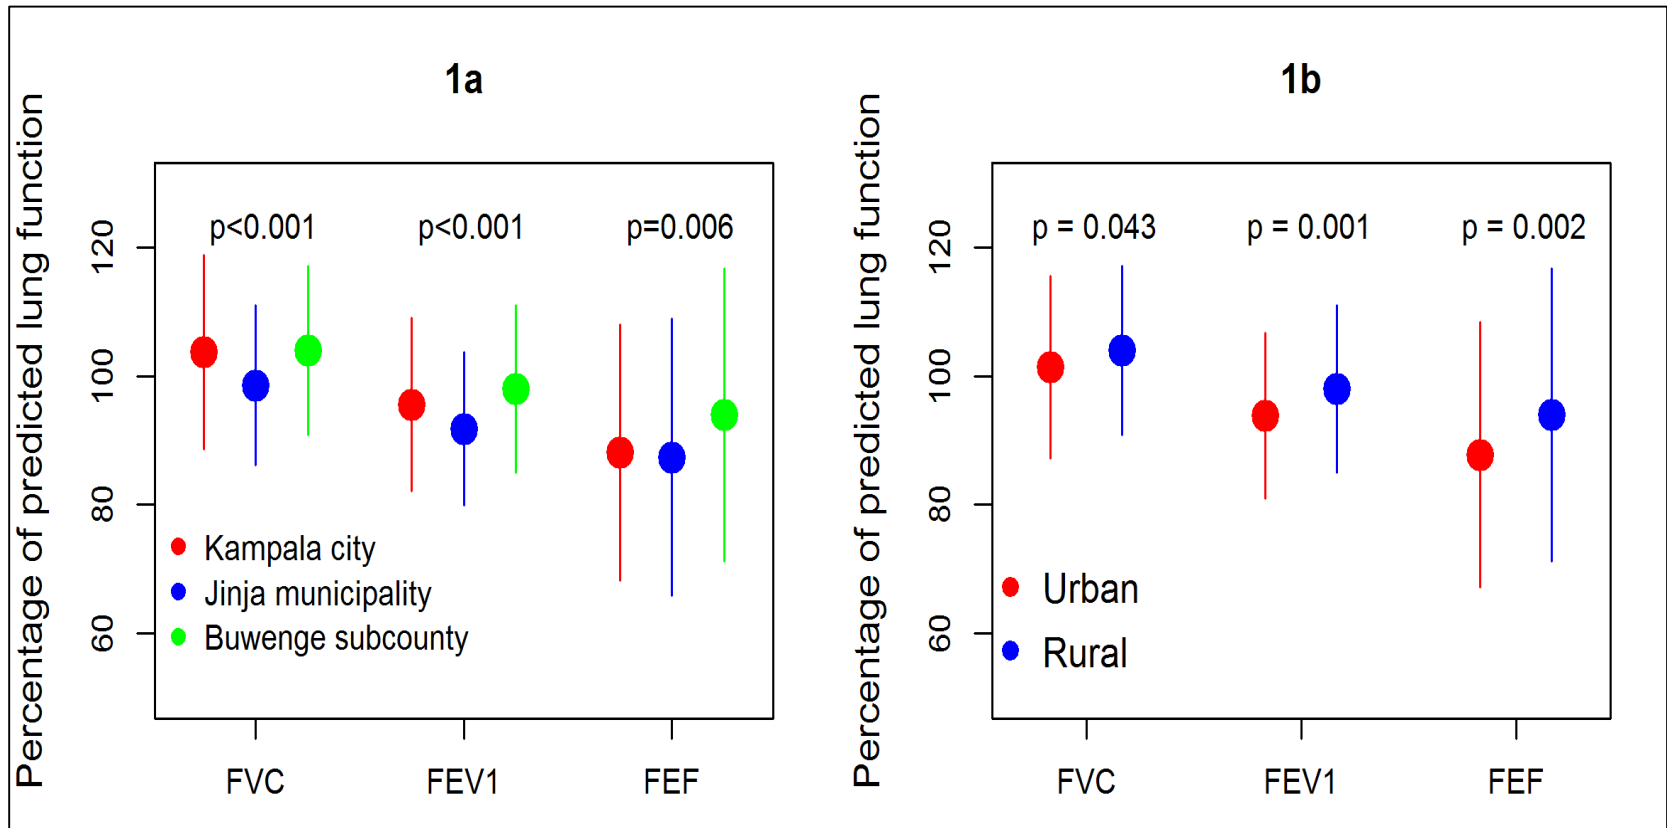 1a
Percentage of predicted lung function
120
100
80
60
p<0.001
p<0.001
p=0.006
Kampala city
Jinja municipality
Buwenge subcounty
FVC
FEV1
FEF
1b
Percentage of predicted lung function
120
100
80
60
p = 0.043
p = 0.001
p = 0.002
Urban
Rural
FVC
FEV1
FEF